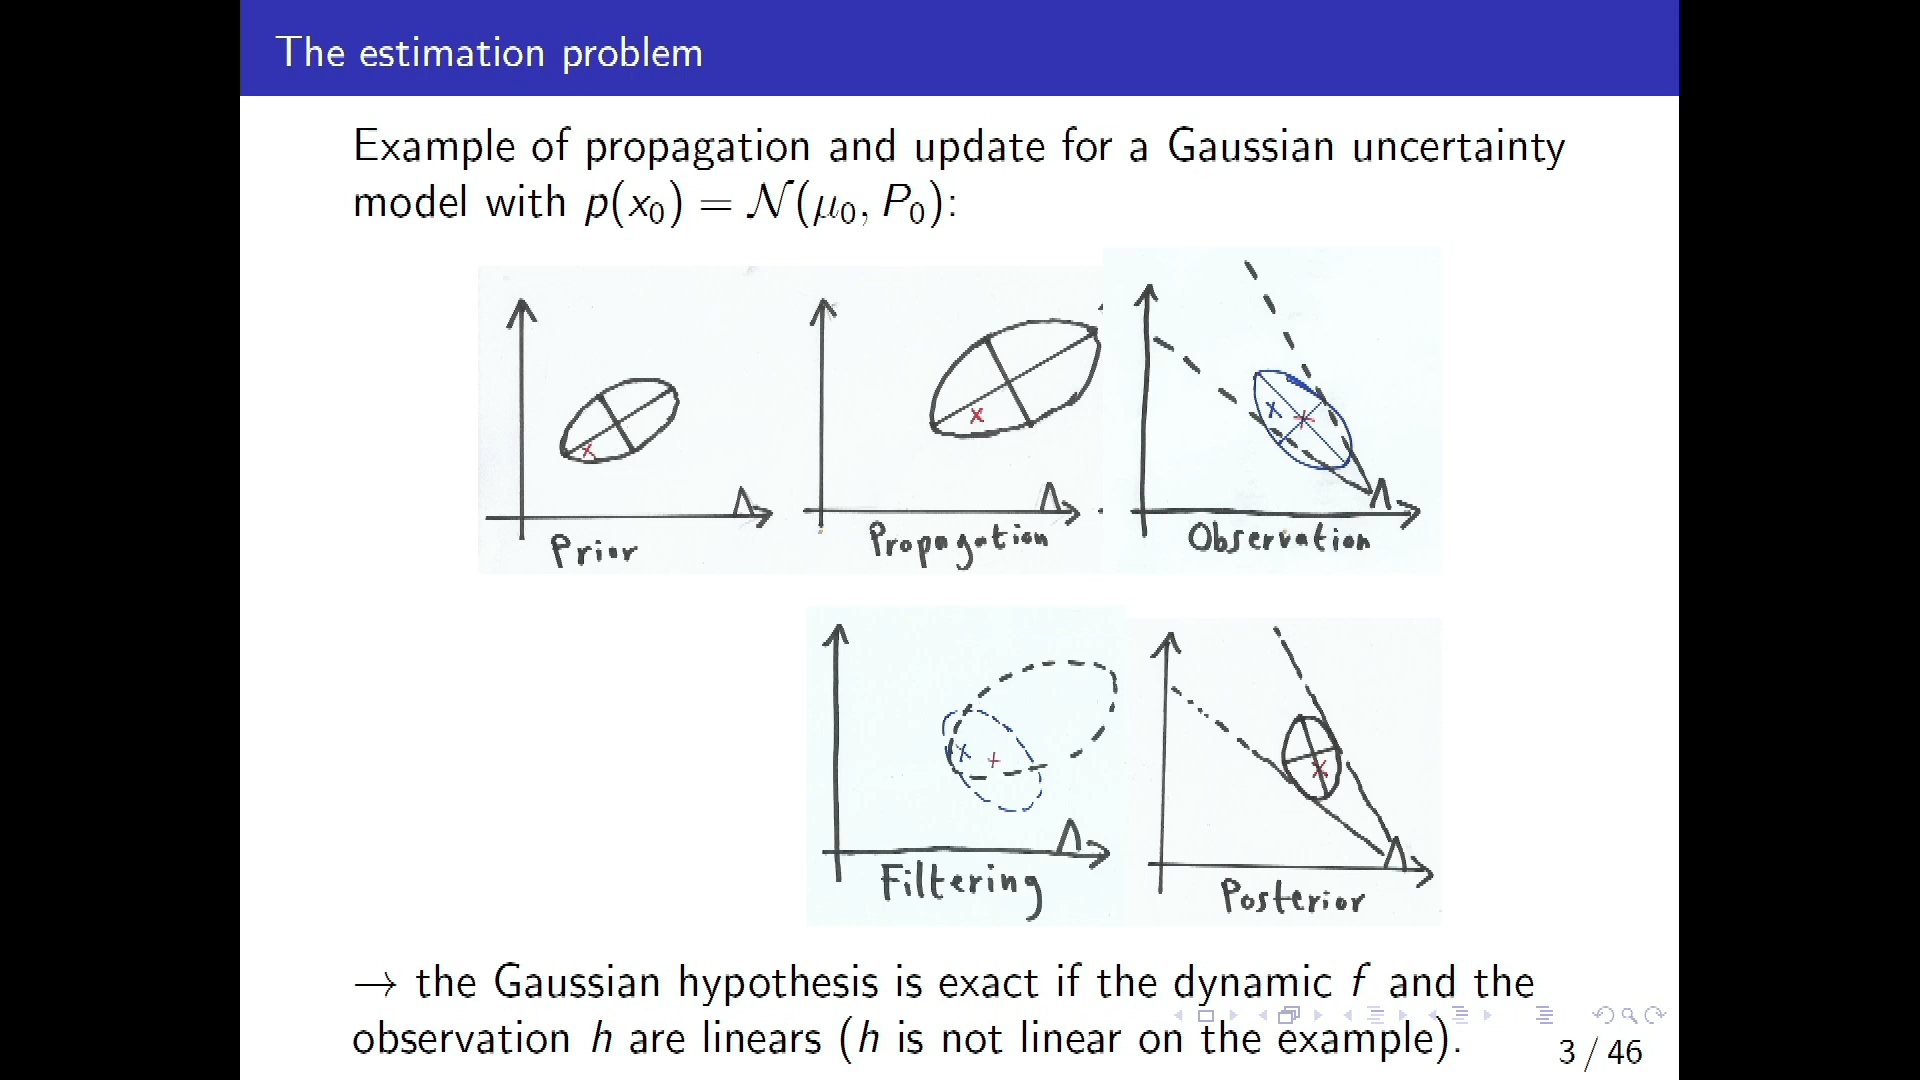 The estimation problem
Example of propagation and update for a Gaussian uncertainty
model with p(x₀) = 𝒩(μ₀, P₀):
Prior
Propagation
Observation
Filtering
Posterior
→ the Gaussian hypothesis is exact if the dynamic f and the
observation h are linears (h is not linear on the example).
3 / 46